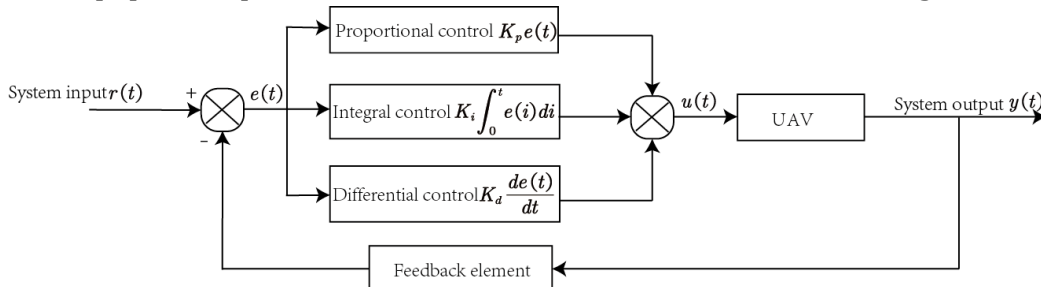 Proportional control K_p e(t)
System input r(t)
+
e(t)
Integral control K_i ∫_0^t e(i)di
u(t)
UAV
System output y(t)
−
Differential control K_d de(t)/dt
Feedback element